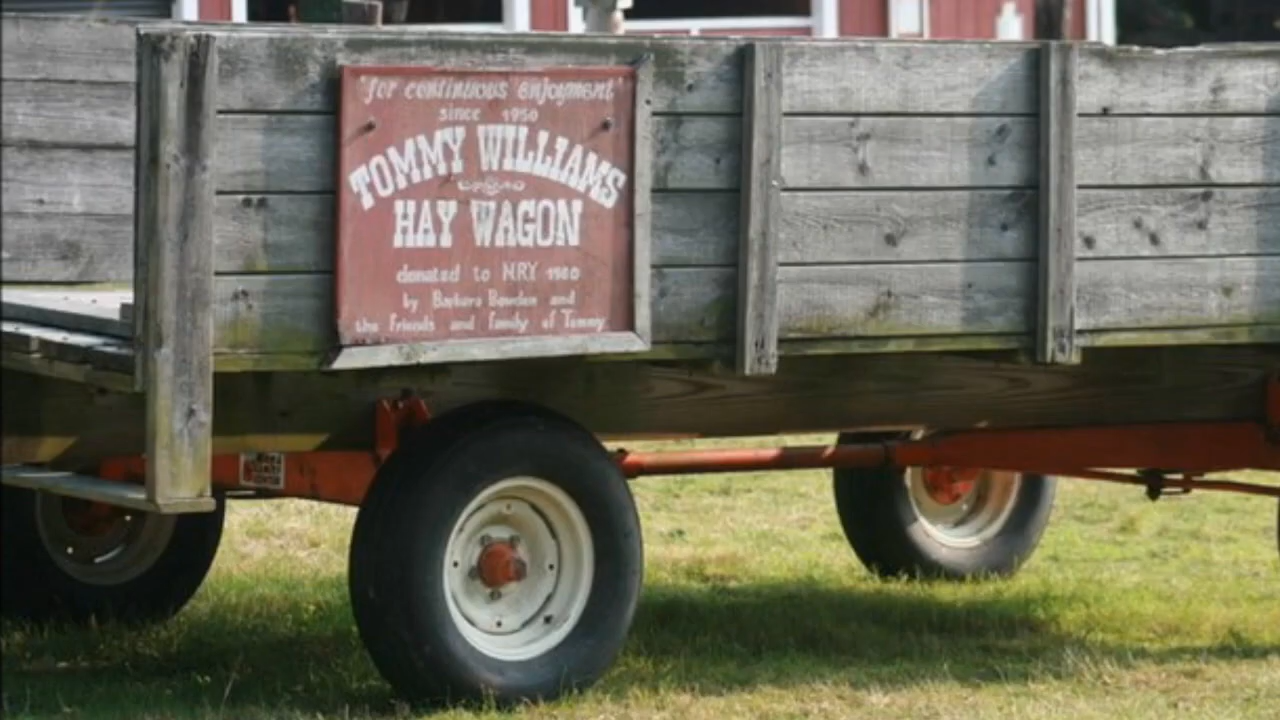 "for continuous enjoyment"
since 1950
TOMMY WILLIAMS
HAY WAGON
donated to NRY 1980
by Barbara Bowden and
the Friends and Family of Tommy